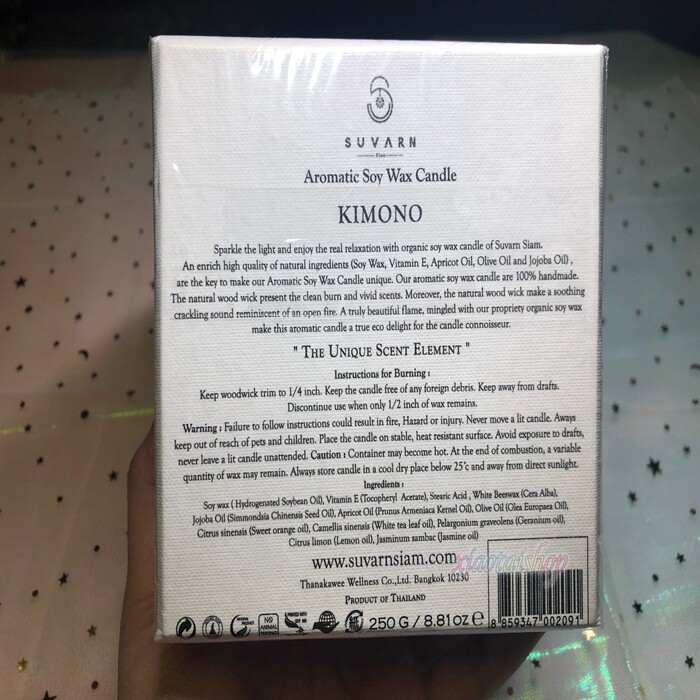 SUVARN
Siam
Aromatic Soy Wax Candle
KIMONO
Sparkle the light and enjoy the real relaxation with organic soy wax candle of Suvarn Siam.
An enrich high quality of natural ingredients (Soy Wax, Vitamin E, Apricot Oil, Olive Oil and Jojoba Oil) ,
are the key to make our Aromatic Soy Wax Candle unique. Our aromatic soy wax candle are 100% handmade.
The natural wood wick present the clean burn and vivid scents. Moreover, the natural wood wick make a soothing
crackling sound reminiscent of an open fire. A truly beautiful flame, mingled with our propriety organic soy wax
make this aromatic candle a true eco delight for the candle connoisseur.
" THE UNIQUE SCENT ELEMENT "
Instructions for Burning :
Keep woodwick trim to 1/4 inch. Keep the candle free of any foreign debris. Keep away from drafts.
Discontinue use when only 1/2 inch of wax remains.
Warning : Failure to follow instructions could result in fire, Hazard or injury. Never move a lit candle. Aways
keep out of reach of pets and children. Place the candle on stable, heat resistant surface. Avoid exposure to drafts,
never leave a lit candle unattended. Caution : Container may become hot. At the end of combustion, a variable
quantity of wax may remain. Always store candle in a cool dry place below 25°c and away from direct sunlight.
Ingredients :
Soy wax ( Hydrogenated Soybean Oil), Vitamin E (Tocopheryl Acetate), Stearic Acid , White Beeswax (Cera Alba),
Jojoba Oil (Simmondsia Chinensis Seed Oil), Apricot Oil (Prunus Armeniaca Kernel Oil), Olive Oil (Olea Europaea Oil),
Citrus sinensis (Sweet orange oil), Camellia sinensis (White tea leaf oil), Pelargonium graveolens (Geranium oil),
Citrus limon (Lemon oil), Jasminum sambac (Jasmine oil)
www.suvarnsiam.com
xiaotaishop
Thanakawee Wellness Co.,Ltd. Bangkok 10230
PRODUCT OF THAILAND
NO ANIMAL TESTING
250 G / 8.81 oz e
8 859347 002091